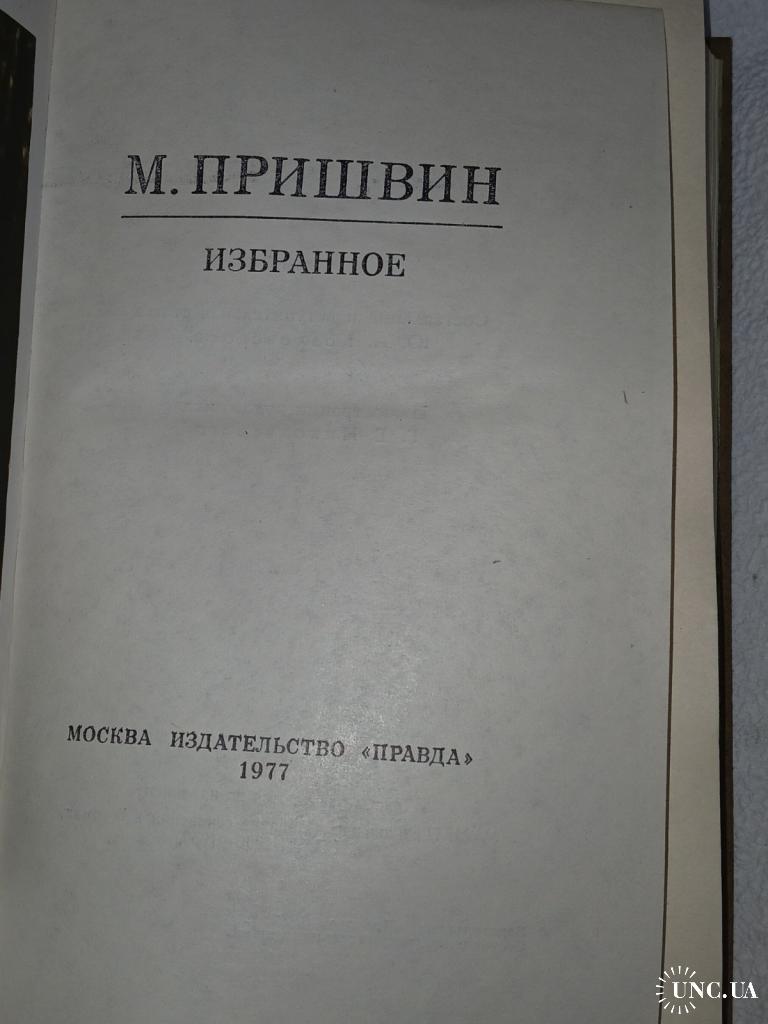 М. ПРИШВИН
ИЗБРАННОЕ
МОСКВА ИЗДАТЕЛЬСТВО «ПРАВДА»
1977
UNC.UA